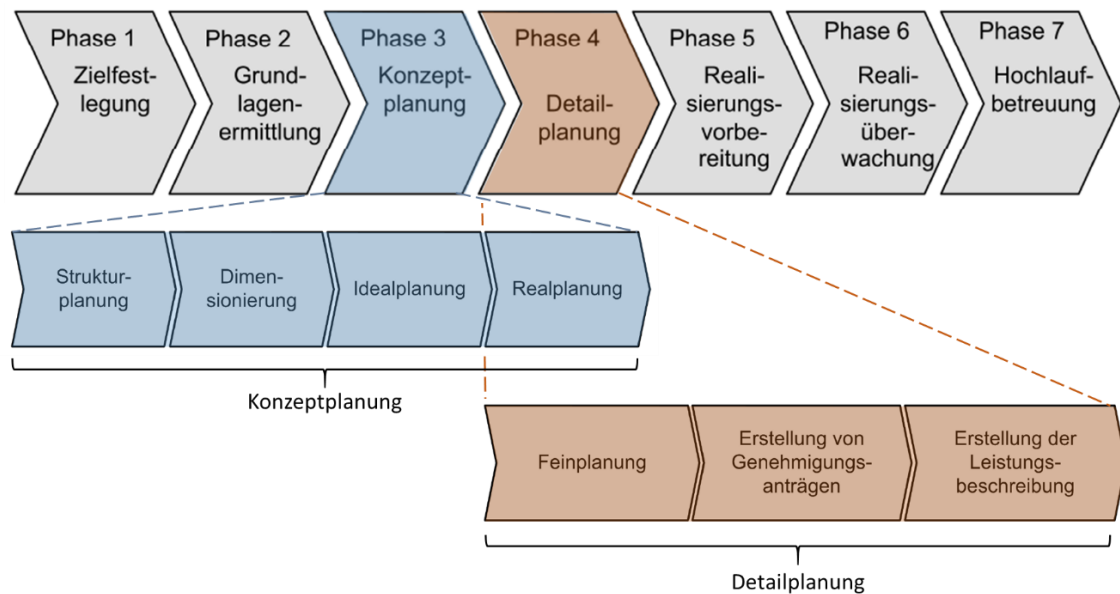 Phase 1
Zielfest-
legung
Phase 2
Grund-
lagen-
ermittlung
Phase 3
Konzept-
planung
Phase 4
Detail-
planung
Phase 5
Reali-
sierungs-
vorbe-
reitung
Phase 6
Reali-
sierungs-
über-
wachung
Phase 7
Hochlauf-
betreuung
Struktur-
planung
Dimen-
sionierung
Idealplanung
Realplanung
Konzeptplanung
Feinplanung
Erstellung von
Genehmigungs-
anträgen
Erstellung der
Leistungs-
beschreibung
Detailplanung